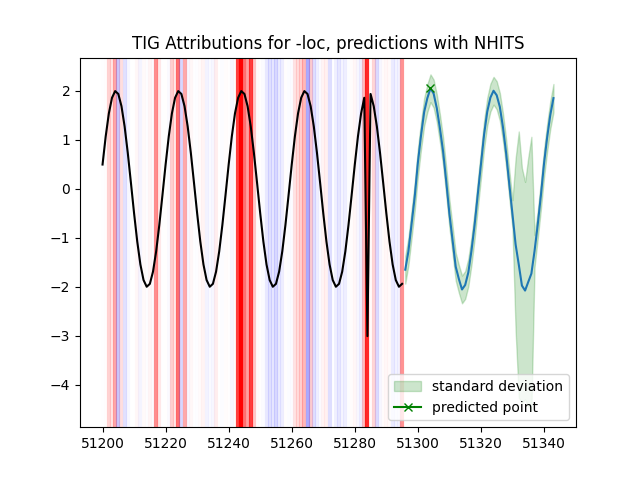 TIG Attributions for -loc, predictions with NHITS
2
1
0
−1
−2
−3
−4
standard deviation
predicted point
51200 51220 51240 51260 51280 51300 51320 51340